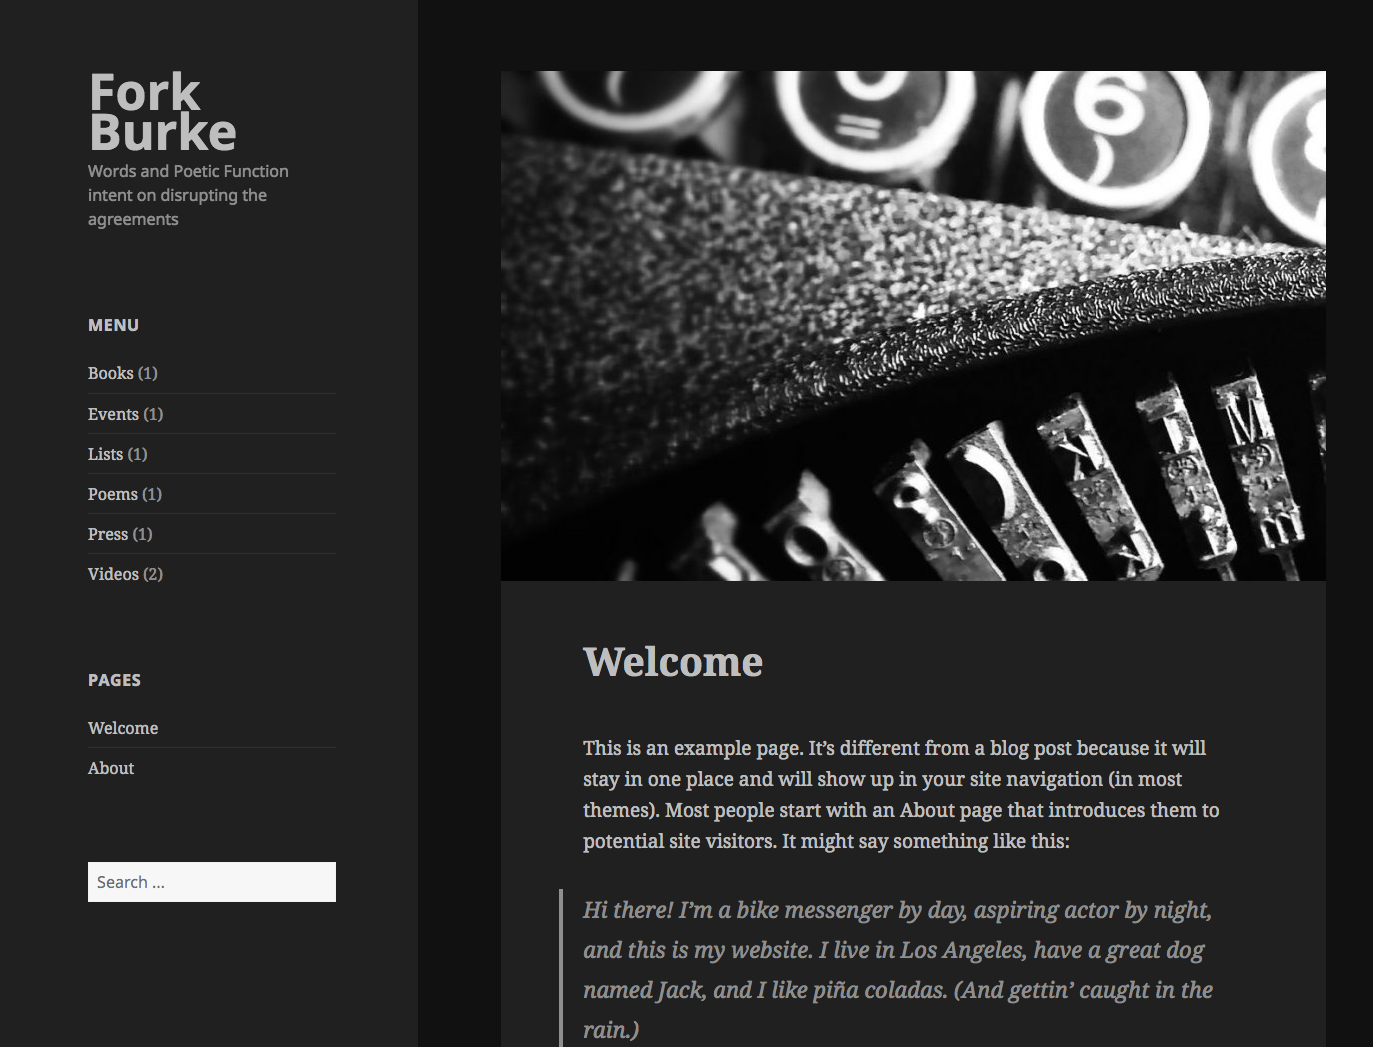 Fork
Burke
Words and Poetic Function
intent on disrupting the
agreements
MENU
Books (1)
Events (1)
Lists (1)
Poems (1)
Press (1)
Videos (2)
PAGES
Welcome
About
Search ...
6
M
m
Welcome
This is an example page. It’s different from a blog post because it will
stay in one place and will show up in your site navigation (in most
themes). Most people start with an About page that introduces them to
potential site visitors. It might say something like this:
Hi there! I’m a bike messenger by day, aspiring actor by night,
and this is my website. I live in Los Angeles, have a great dog
named Jack, and I like piña coladas. (And gettin’ caught in the
rain.)